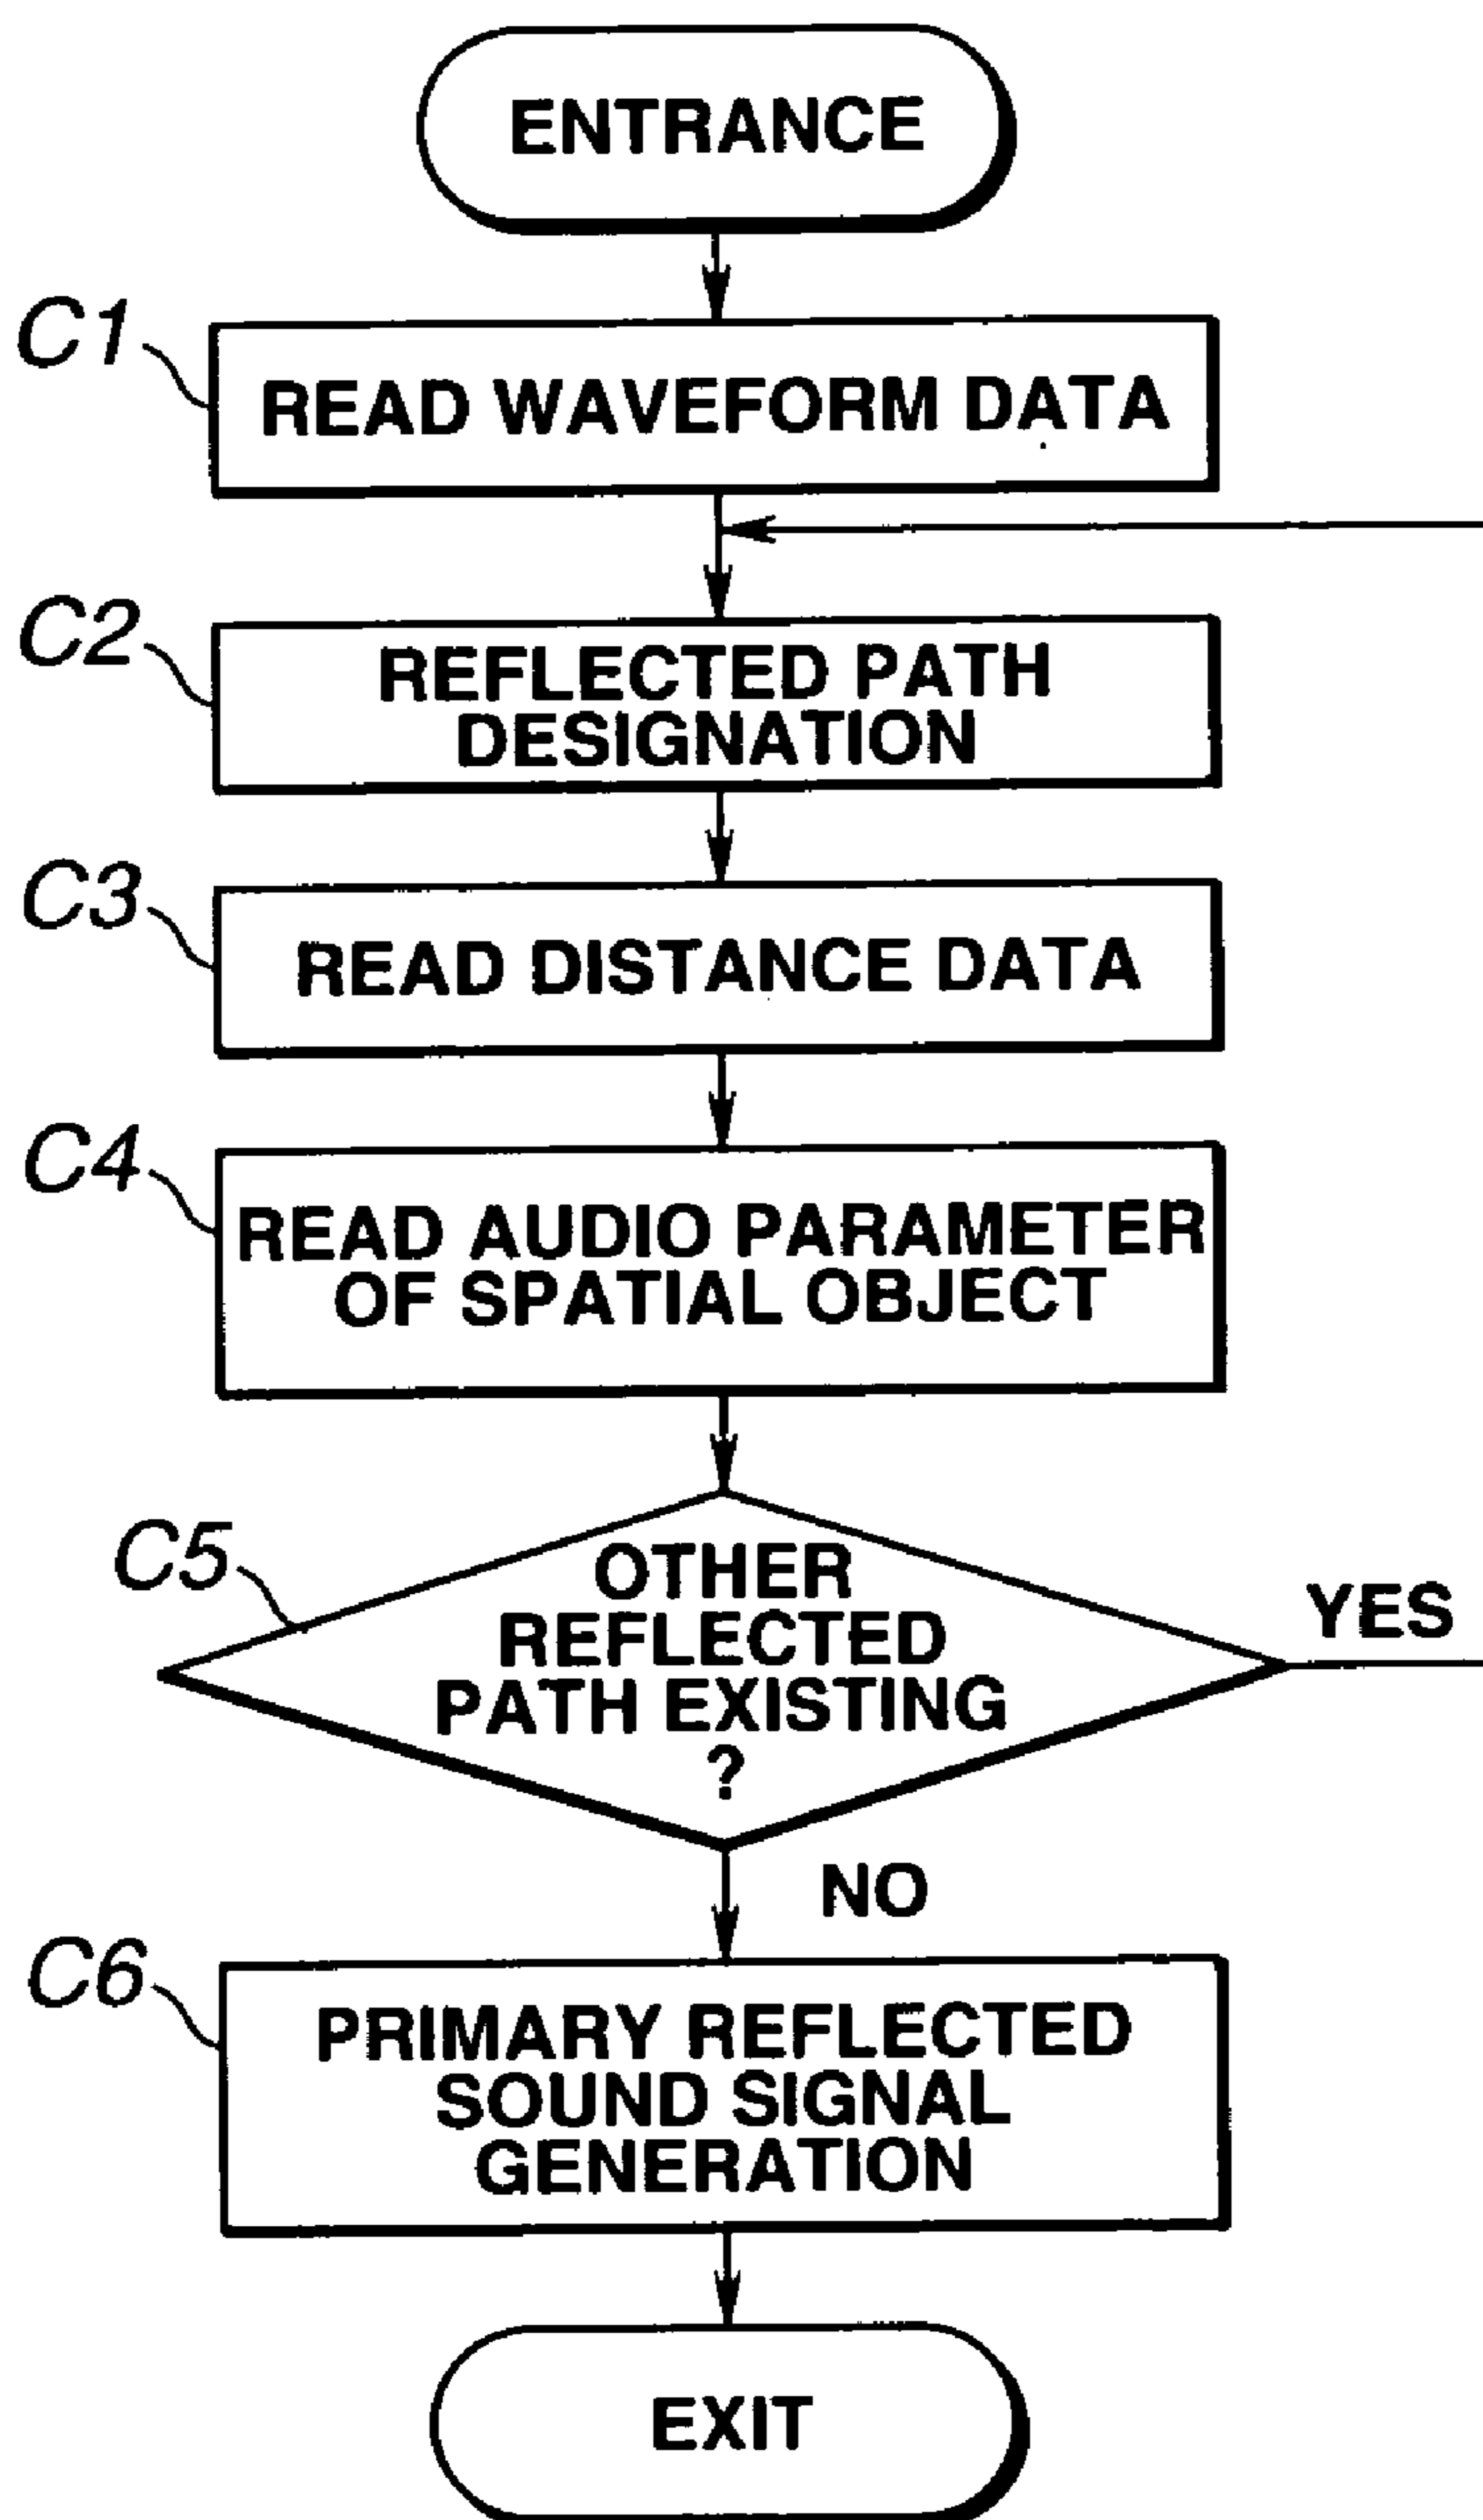 ENTRANCE
C1
READ WAVEFORM DATA
C2
REFLECTED PATH
DESIGNATION
C3
READ DISTANCE DATA
C4
READ AUDIO PARAMETER
OF SPATIAL OBJECT
C5
OTHER
REFLECTED
PATH EXISTING
?
YES
NO
C6
PRIMARY REFLECTED
SOUND SIGNAL
GENERATION
EXIT